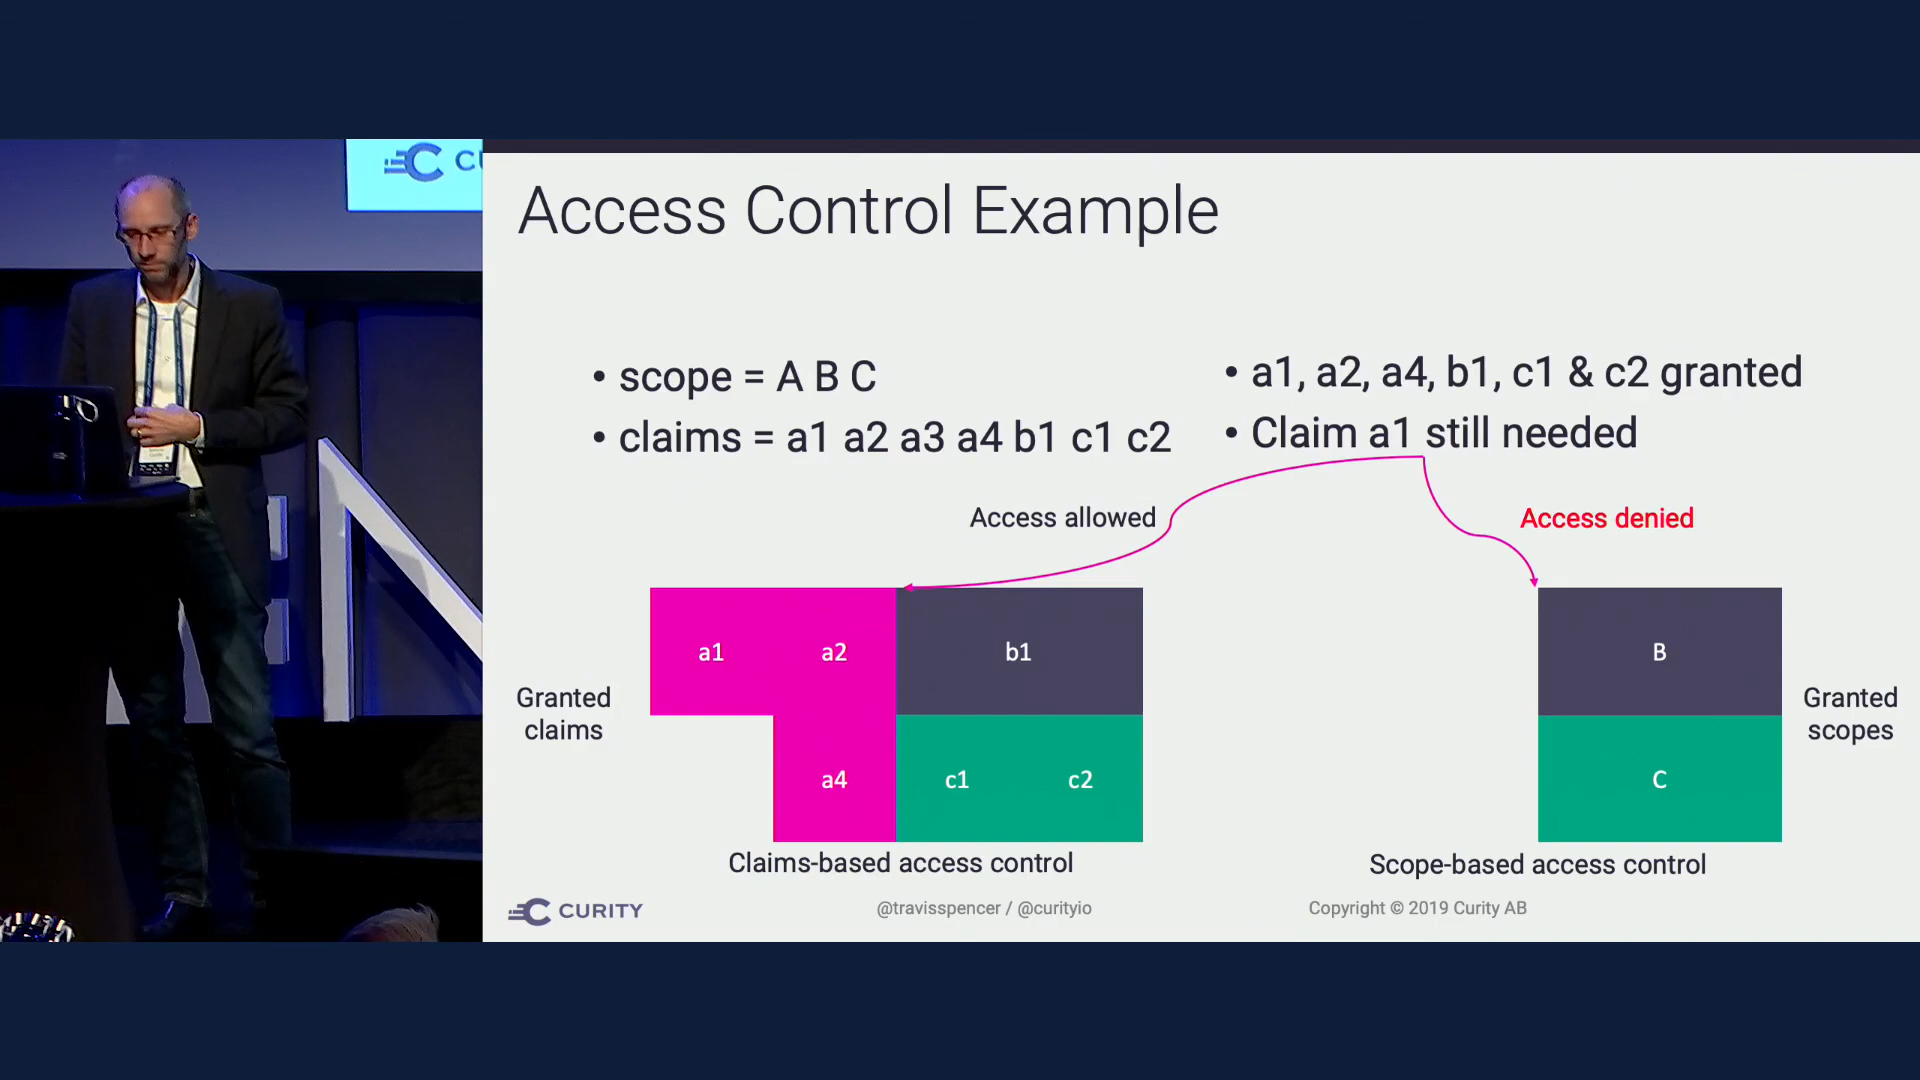 Access Control Example
• scope = A B C
• claims = a1 a2 a3 a4 b1 c1 c2
• a1, a2, a4, b1, c1 & c2 granted
• Claim a1 still needed
Access allowed
Access denied
a1
a2
b1
B
Granted
claims
Granted
scopes
a4
c1
c2
C
Claims-based access control
Scope-based access control
CURITY
@travisspencer / @curityio
Copyright © 2019 Curity AB